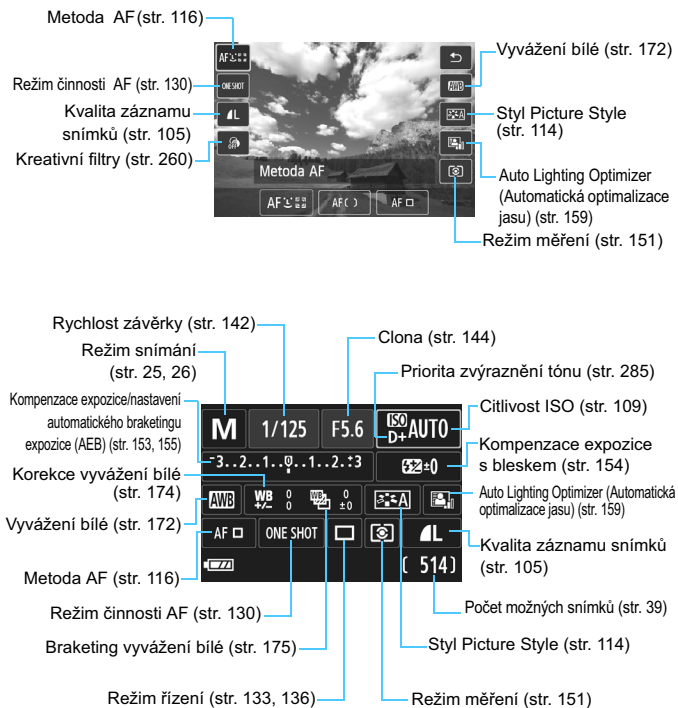 Metoda AF (str. 116)
Vyvážení bílé (str. 172)
Režim činnosti AF (str. 130)
Kvalita záznamu
snímků (str. 105)
Styl Picture Style
(str. 114)
Kreativní filtry (str. 260)
Auto Lighting Optimizer
(Automatická optimalizace
jasu) (str. 159)
Režim měření (str. 151)
AF
ONE SHOT
L
OFF
AWB
A
Metoda AF
AF
AF( )
AF
Rychlost závěrky (str. 142)
Clona (str. 144)
Režim snímání
(str. 25, 26)
Priorita zvýraznění tónu (str. 285)
Kompenzace expozice/nastavení
automatického braketingu
expozice (AEB) (str. 153, 155)
Citlivost ISO (str. 109)
Kompenzace expozice
s bleskem (str. 154)
Korekce vyvážení bílé
(str. 174)
Auto Lighting Optimizer (Automatická
optimalizace jasu) (str. 159)
Vyvážení bílé (str. 172)
Kvalita záznamu snímků
(str. 105)
Metoda AF (str. 116)
Počet možných snímků (str. 39)
Režim činnosti AF (str. 130)
Braketing vyvážení bílé (str. 175)
Styl Picture Style (str. 114)
Režim řízení (str. 133, 136)
Režim měření (str. 151)
M
1/125
F5.6
ISO
D+
AUTO
-3..2..1..0..1..2.+3
±0
AWB
WB
+/-
0
0
WB
0
±0
A
AF
ONE SHOT
L
( 514)